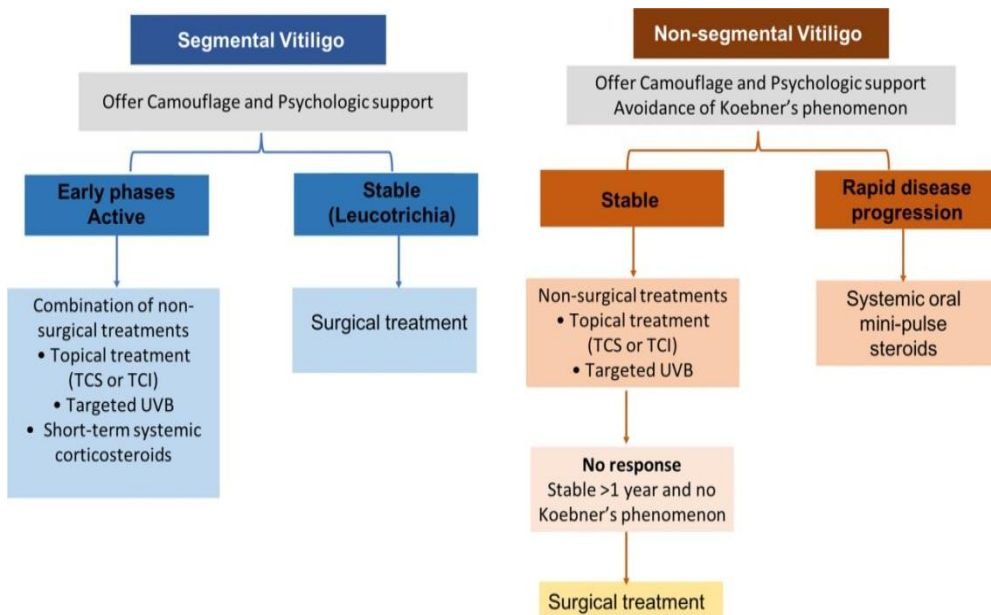 Segmental Vitiligo
Offer Camouflage and Psychologic support
Early phases
Active
Combination of non-
surgical treatments
• Topical treatment
(TCS or TCI)
• Targeted UVB
• Short-term systemic
corticosteroids
Stable
(Leucotrichia)
Surgical treatment
Non-segmental Vitiligo
Offer Camouflage and Psychologic support
Avoidance of Koebner’s phenomenon
Stable
Non-surgical treatments
• Topical treatment
(TCS or TCI)
• Targeted UVB
No response
Stable >1 year and no
Koebner’s phenomenon
Surgical treatment
Rapid disease
progression
Systemic oral
mini-pulse
steroids